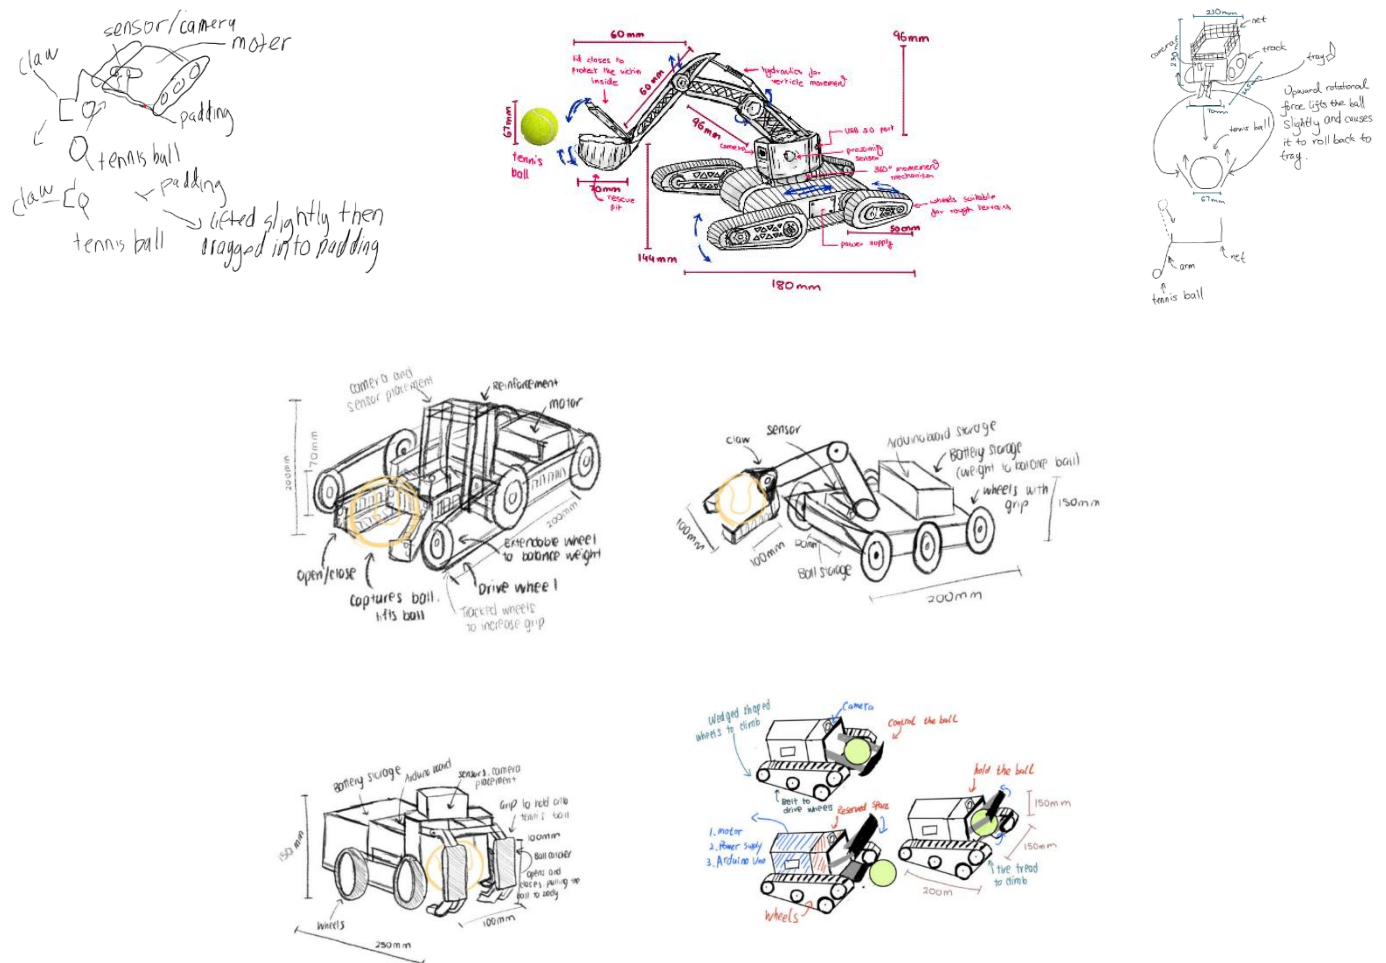 sensor/camera
claw
moter
padding
tennis ball
claw
padding
tennis ball
lifted slightly then
dragged into padding
60mm
96mm
lid closes to
protect the victim
inside
60mm
hydraulics for
verticle movement
67mm
96mm
USB 3.0 port
camera
proximity
sensor
tennis
ball
360° movement
mechanism
70mm
rescue
pit
wheels suitable
for rough terrains
50mm
power supply
144mm
180mm
230mm
net
camera
230mm
track
tray
70mm
Upward rotational
force lifts the ball
slightly and causes
it to roll back to
tray.
tennis ball
67mm
arm
net
tennis ball
camera and
sensor placement
Reinforcement
motor
200mm
70mm
200mm
open/close
Extendable wheel
to balance weight
Captures ball.
lifts ball
Drive wheel
Tracked wheels
to increase grip
claw
sensor
Arduino board storage
Battery storage
(weight to balance ball)
wheels with
grip
150mm
100mm
100mm
Ball storage
200mm
Battery storage
Arduino board
sensors, camera
placement
Grip to hold onto
tennis ball
150mm
100mm
Ball catcher
opens and
closes, pulling the
ball to body
wheels
100mm
250mm
Wedged shaped
wheels to climb
Camera
Control the ball
Belt to
drive wheels
Reserved space
hold the ball
1. motor
2. Power supply
3. Arduino Uno
150mm
150mm
200m
tire tread
to climb
Wheels